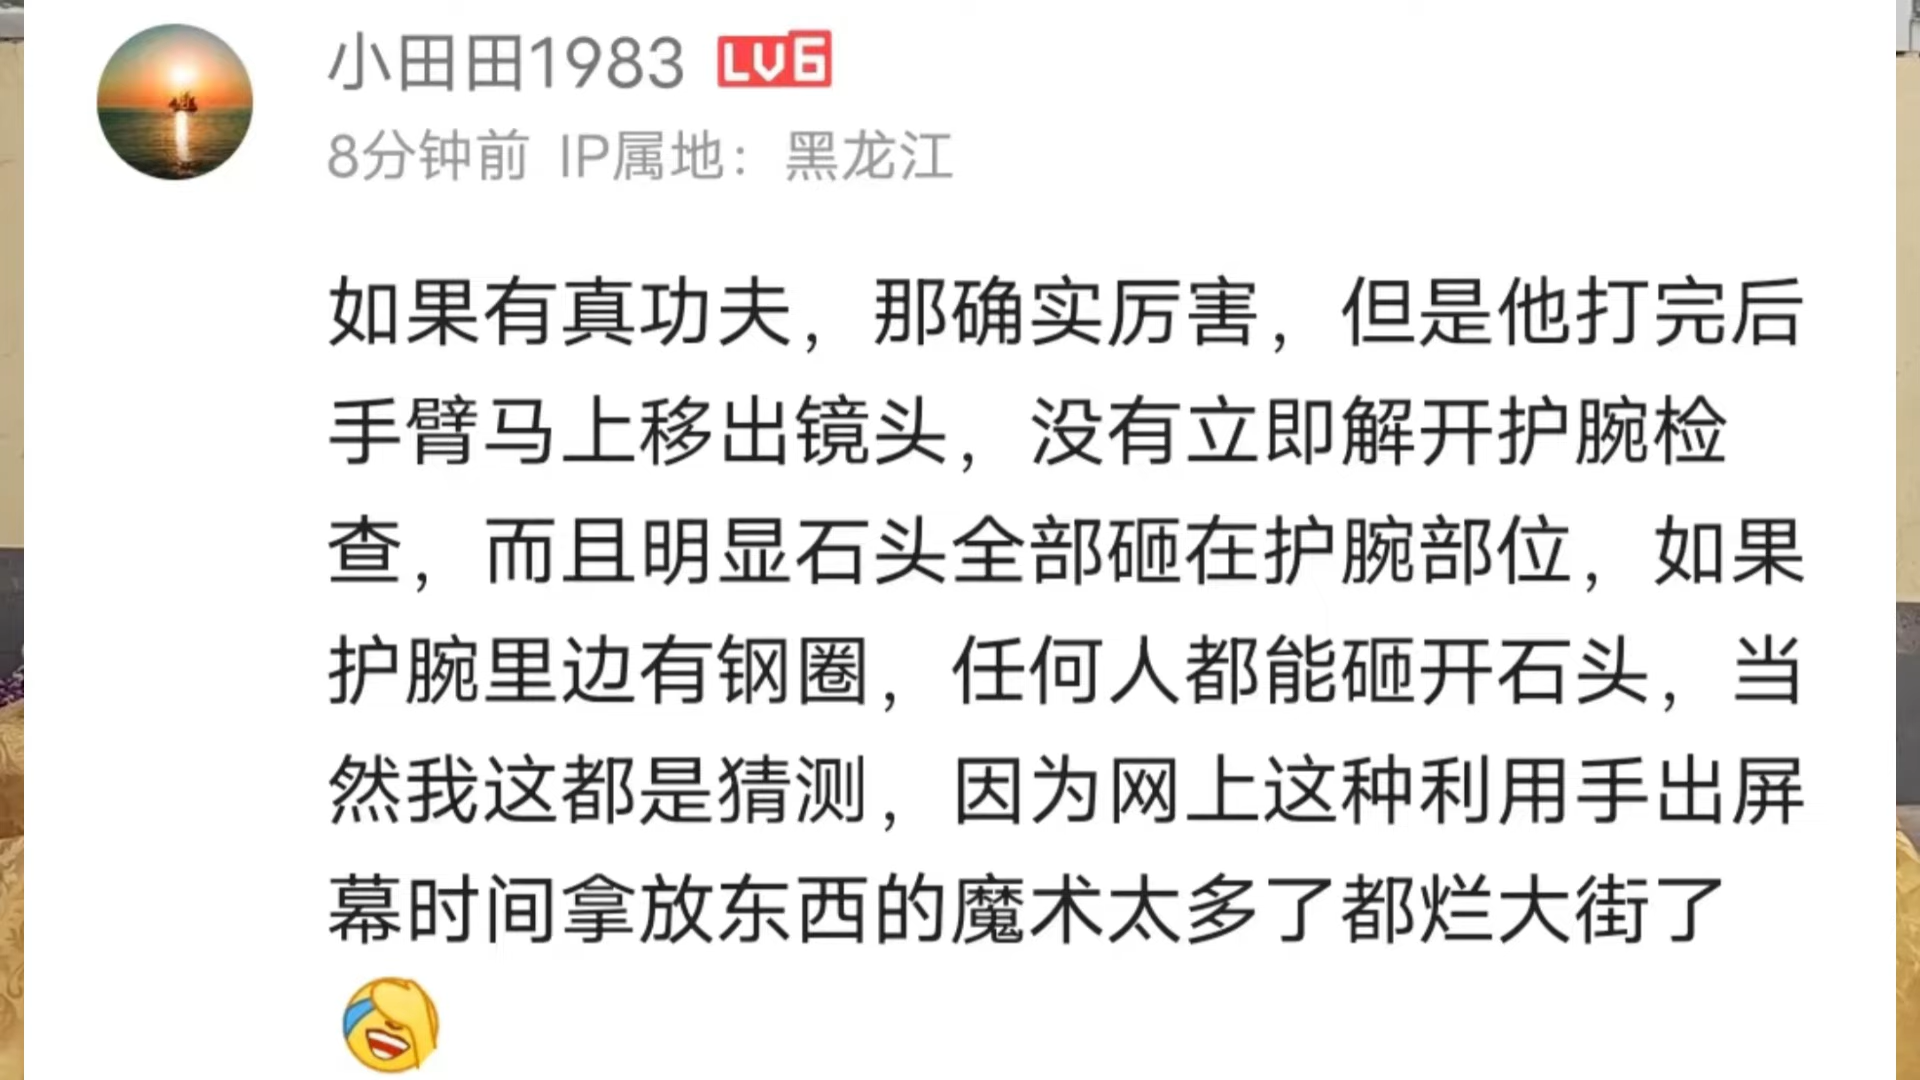 小田田1983 LV6
8分钟前 IP属地：黑龙江
如果有真功夫，那确实厉害，但是他打完后
手臂马上移出镜头，没有立即解开护腕检
查，而且明显石头全部砸在护腕部位，如果
护腕里边有钢圈，任何人都能砸开石头，当
然我这都是猜测，因为网上这种利用手出屏
幕时间拿放东西的魔术太多了都烂大街了